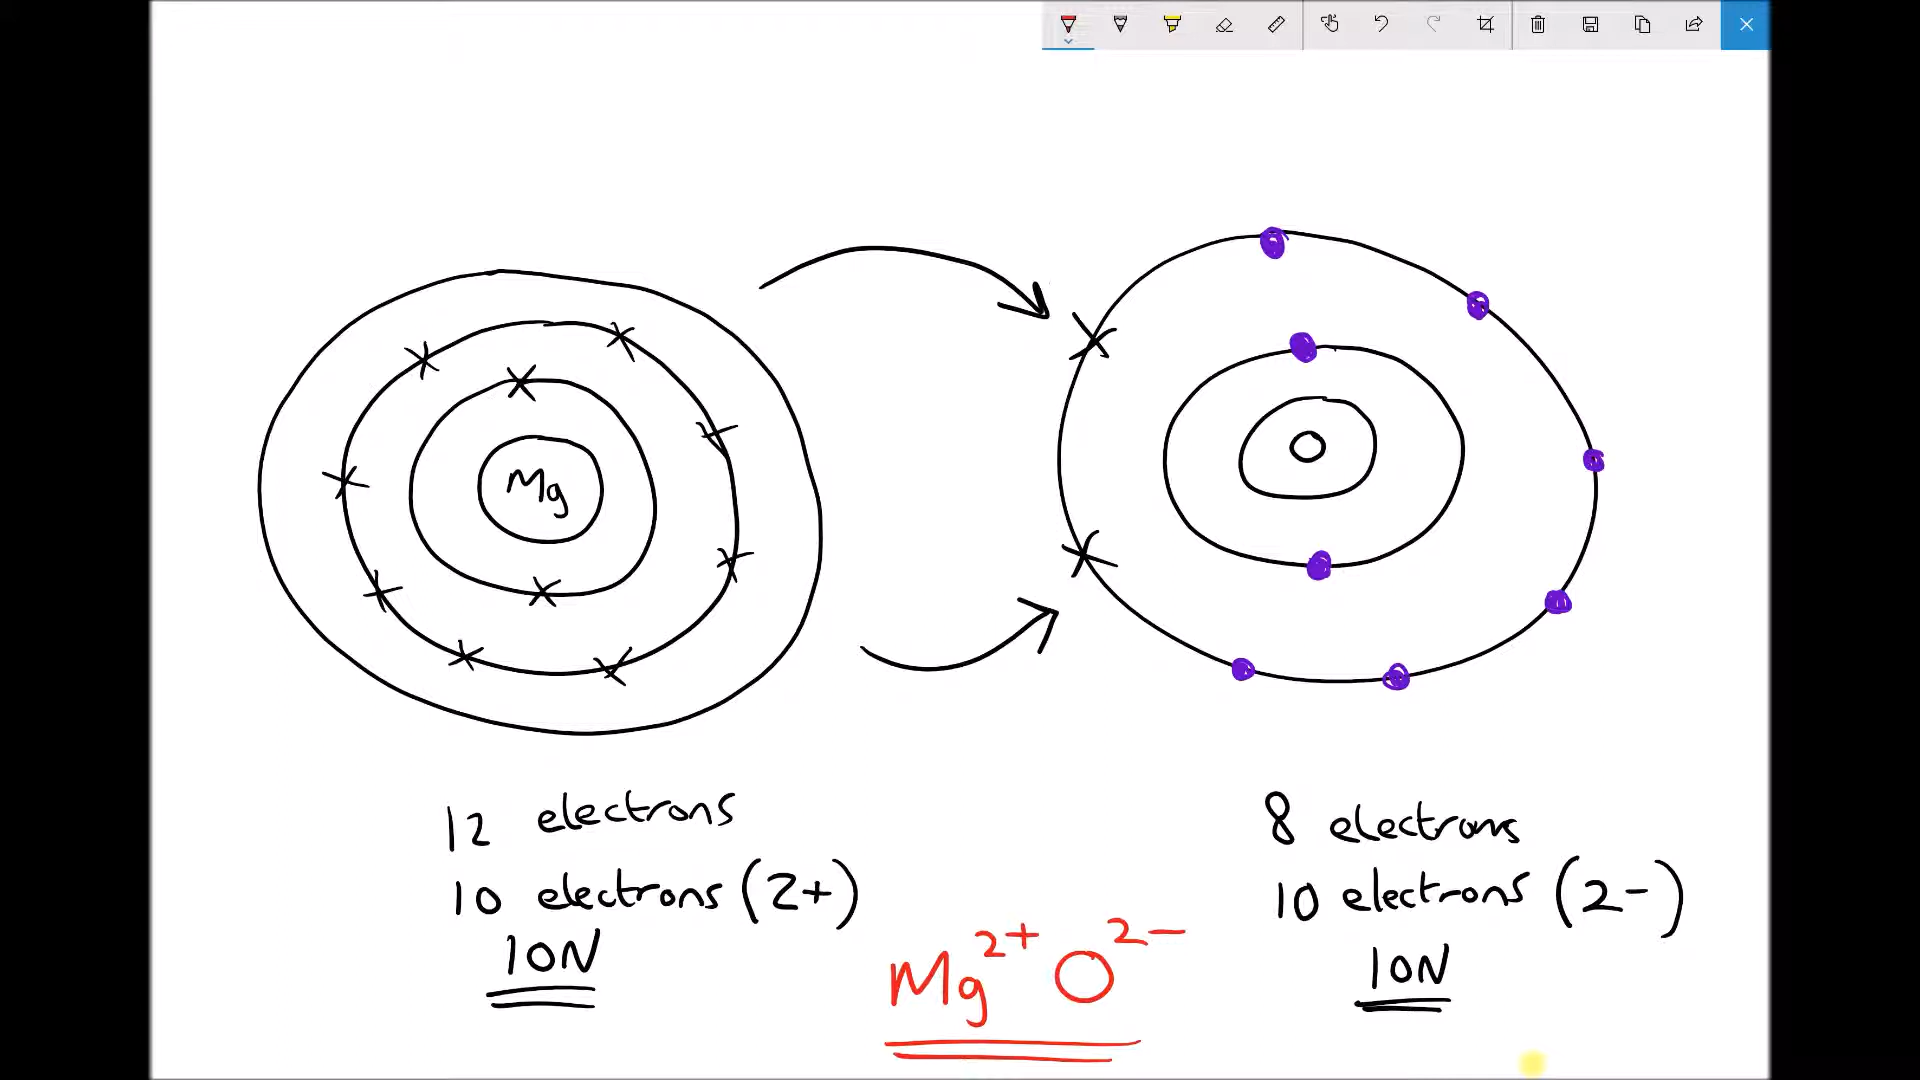 Mg
O
12 electrons
10 electrons (2+)
ION
8 electrons
10 electrons (2-)
ION
Mg²⁺ O²⁻